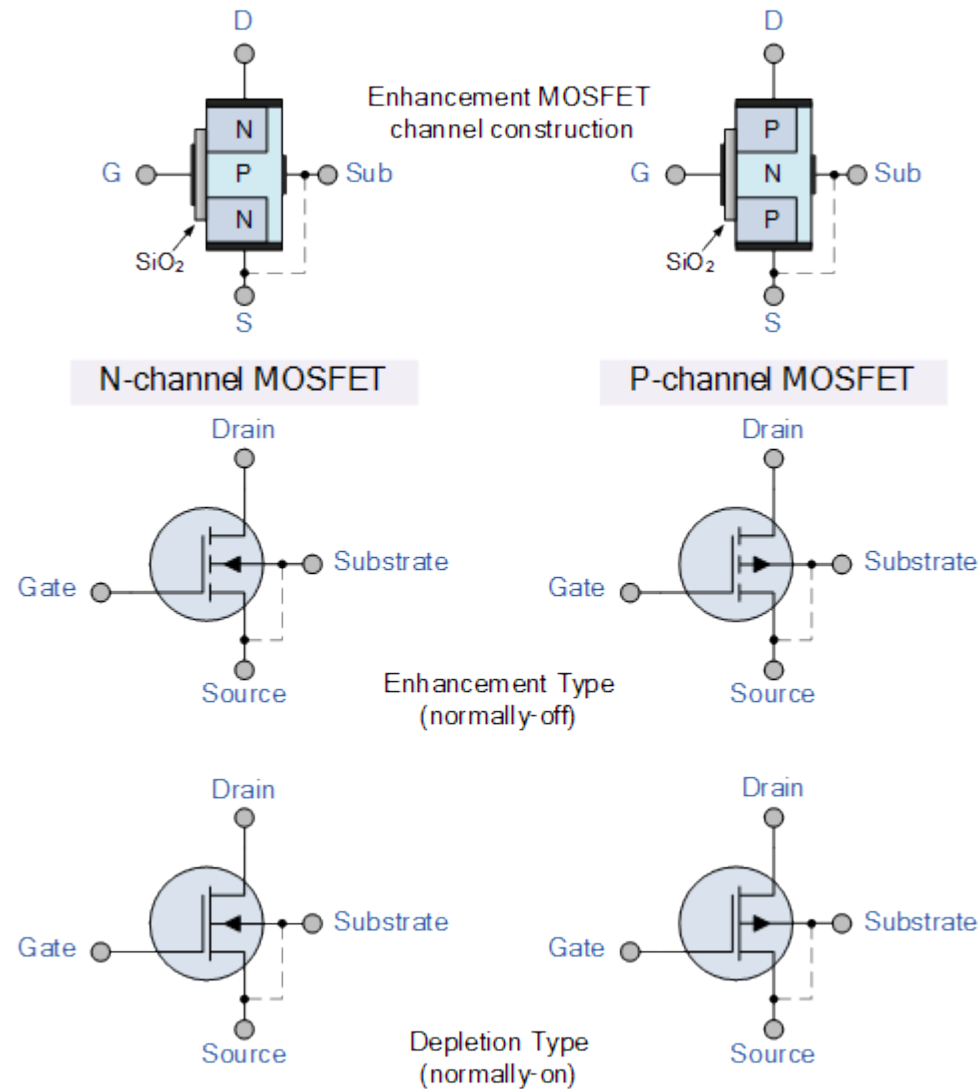 D
D
Enhancement MOSFET
channel construction
N
P
G
P
Sub
G
N
Sub
N
P
SiO₂
SiO₂
S
S
N-channel MOSFET
P-channel MOSFET
Drain
Drain
Substrate
Substrate
Gate
Gate
Source
Source
Enhancement Type
(normally-off)
Drain
Drain
Substrate
Substrate
Gate
Gate
Source
Source
Depletion Type
(normally-on)